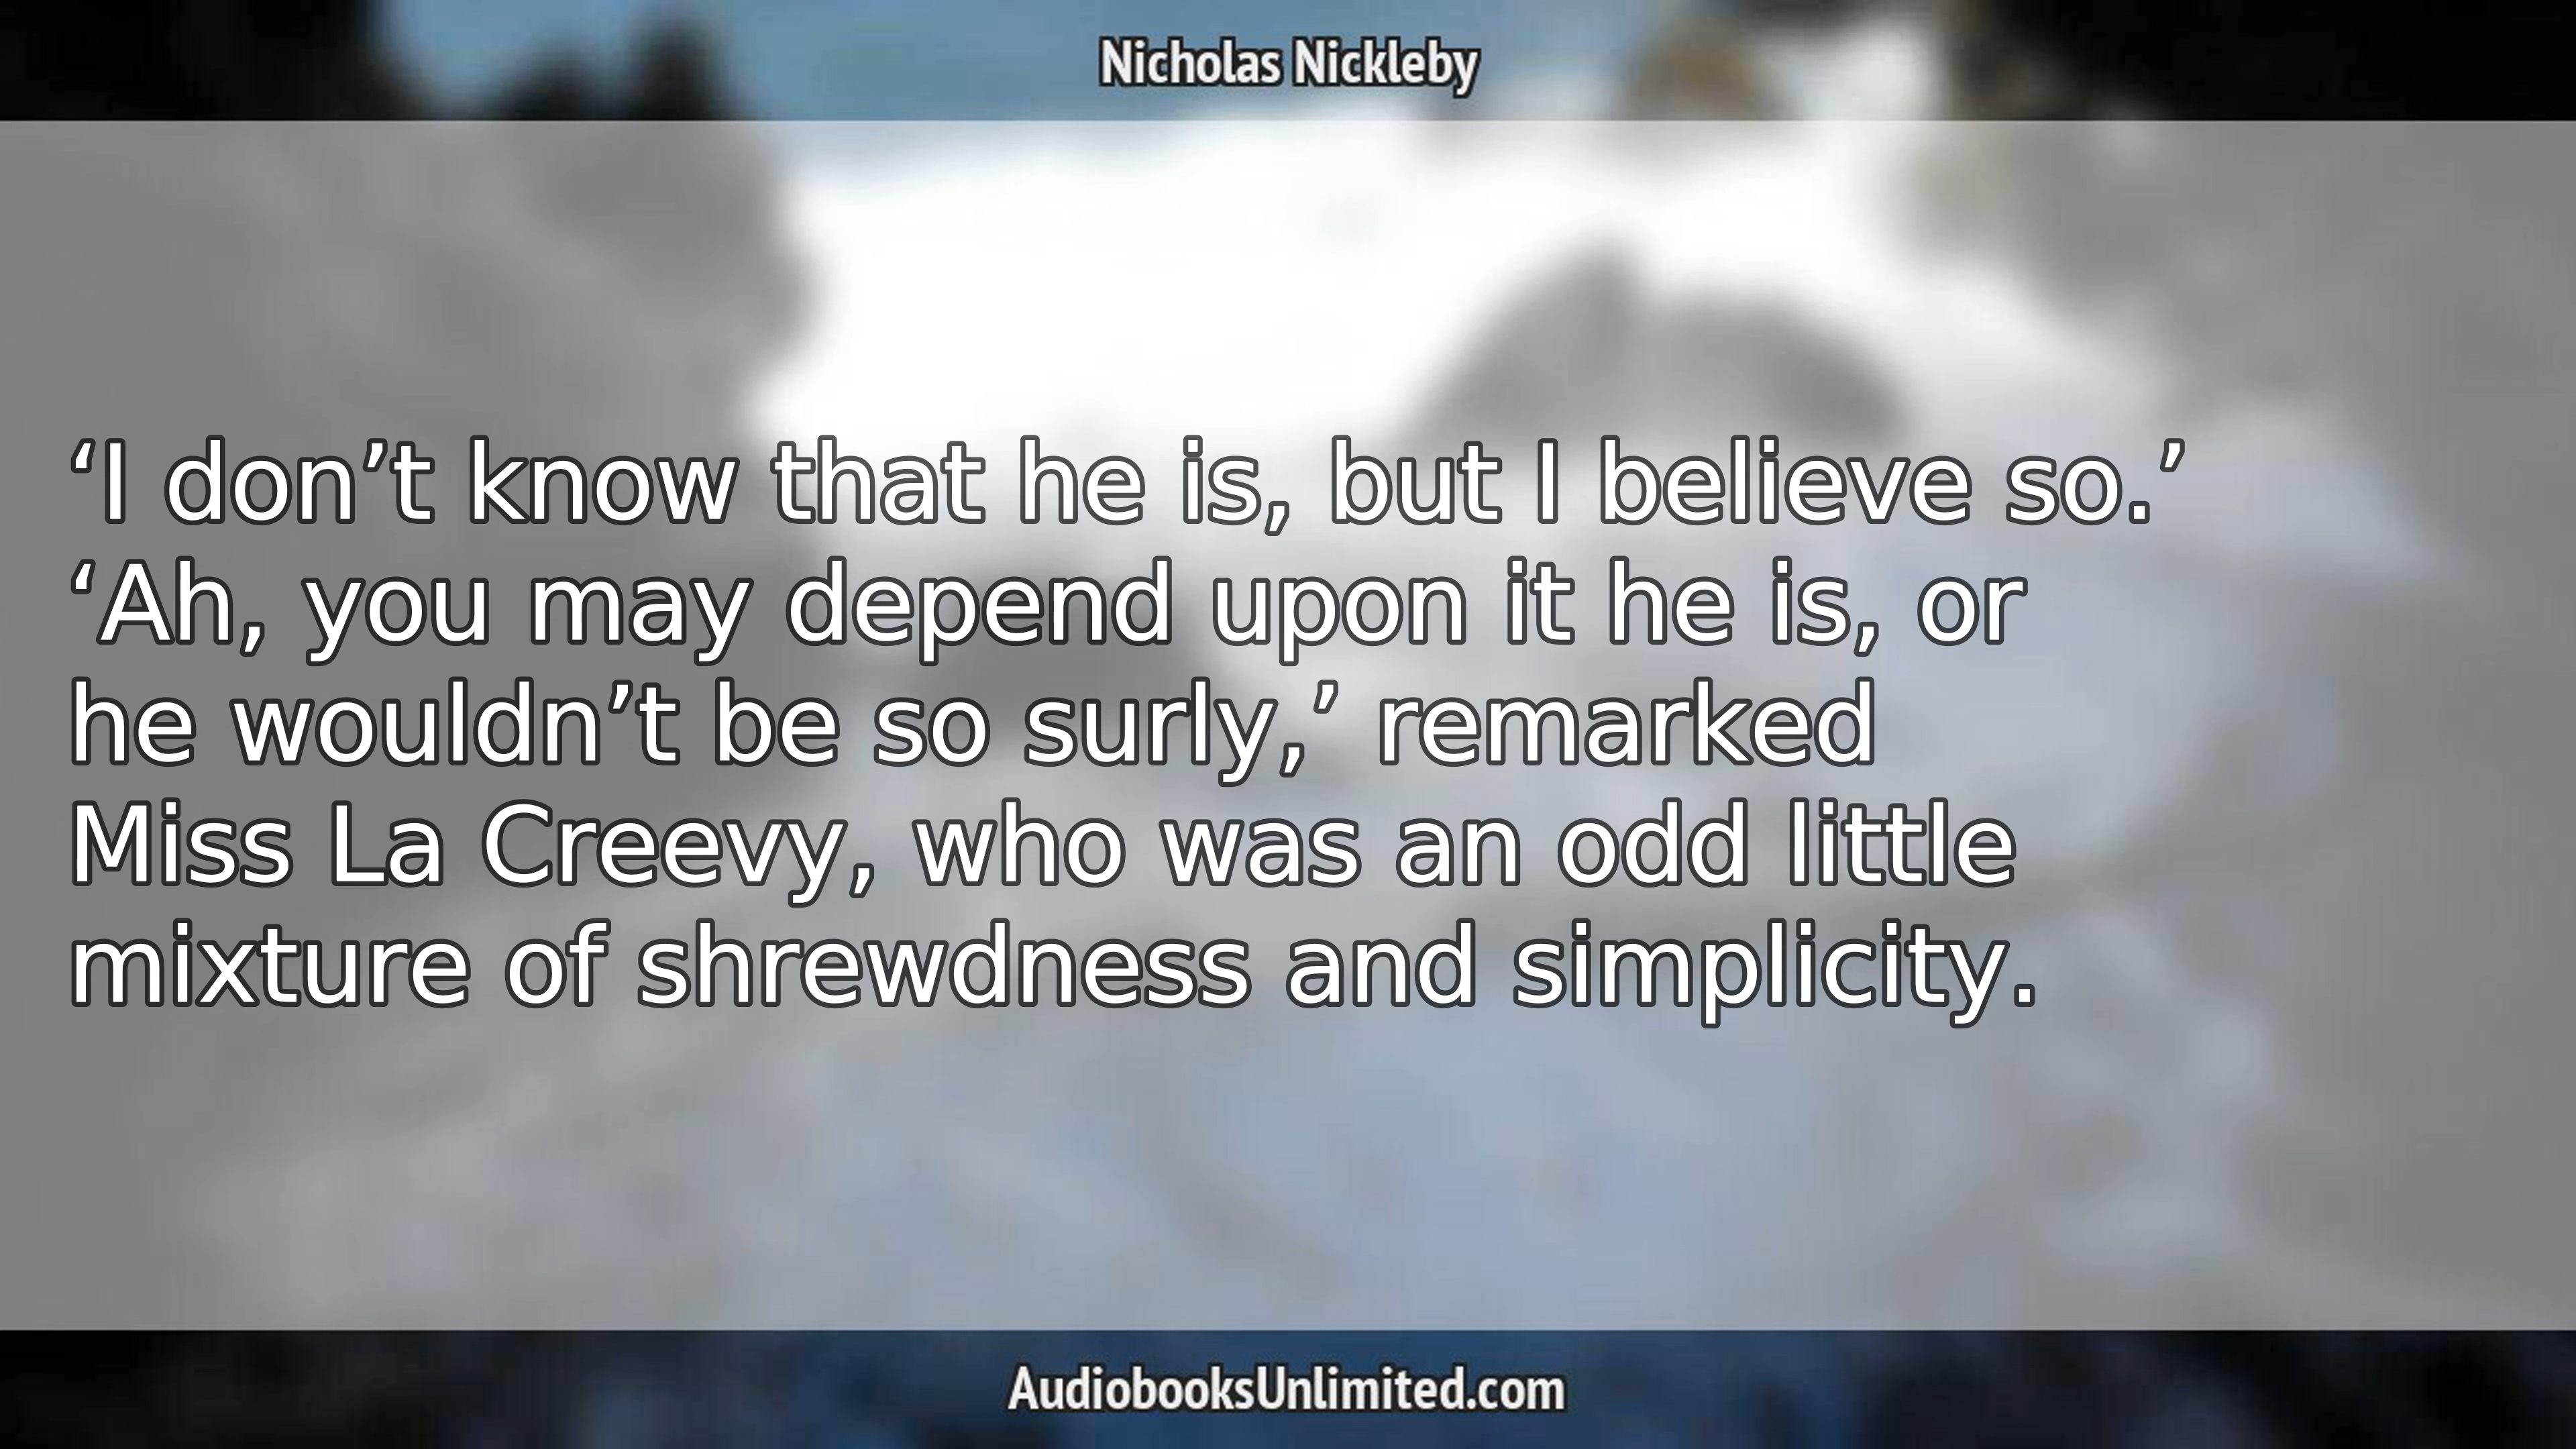 Nicholas Nickleby
‘I don’t know that he is, but I believe so.’
‘Ah, you may depend upon it he is, or
he wouldn’t be so surly,’ remarked
Miss La Creevy, who was an odd little
mixture of shrewdness and simplicity.
AudiobooksUnlimited.com